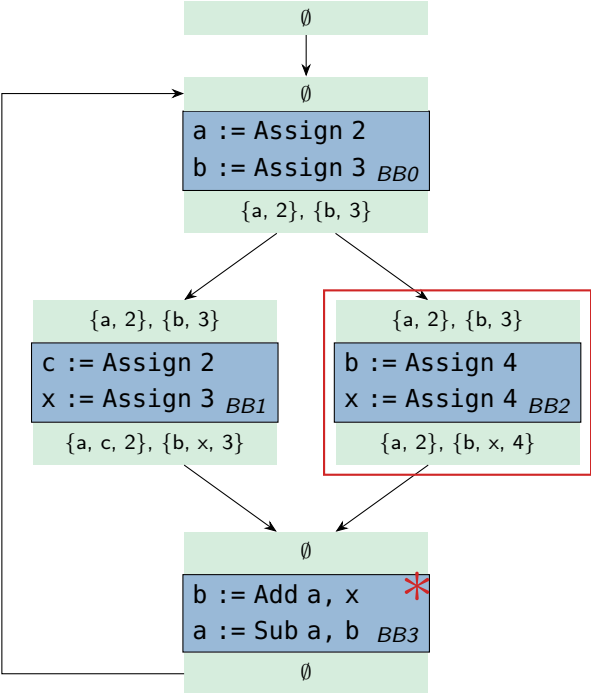 ∅
∅
a := Assign 2
b := Assign 3 BB0
{a, 2}, {b, 3}
{a, 2}, {b, 3}
c := Assign 2
x := Assign 3 BB1
{a, c, 2}, {b, x, 3}
{a, 2}, {b, 3}
b := Assign 4
x := Assign 4 BB2
{a, 2}, {b, x, 4}
∅
b := Add a, x *
a := Sub a, b BB3
∅